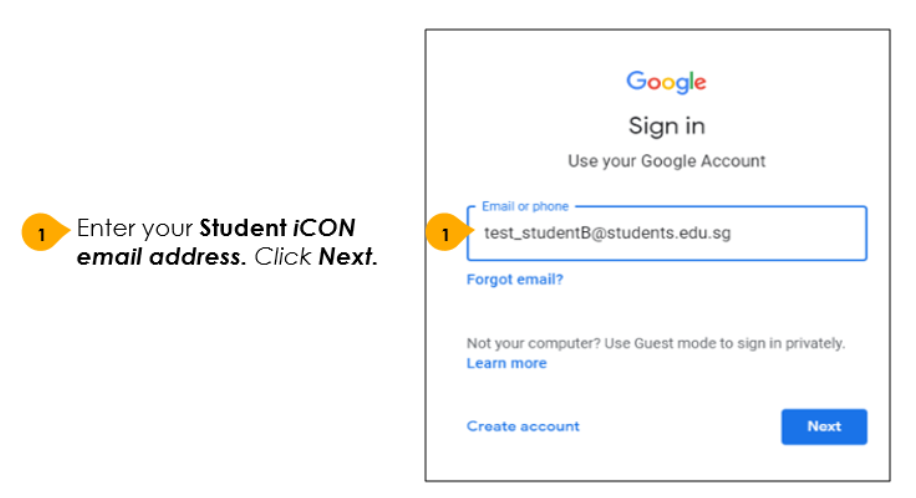 1
Enter your Student iCON
email address. Click Next.
Google
Sign in
Use your Google Account
Email or phone
1
test_studentB@students.edu.sg
Forgot email?
Not your computer? Use Guest mode to sign in privately.
Learn more
Create account
Next